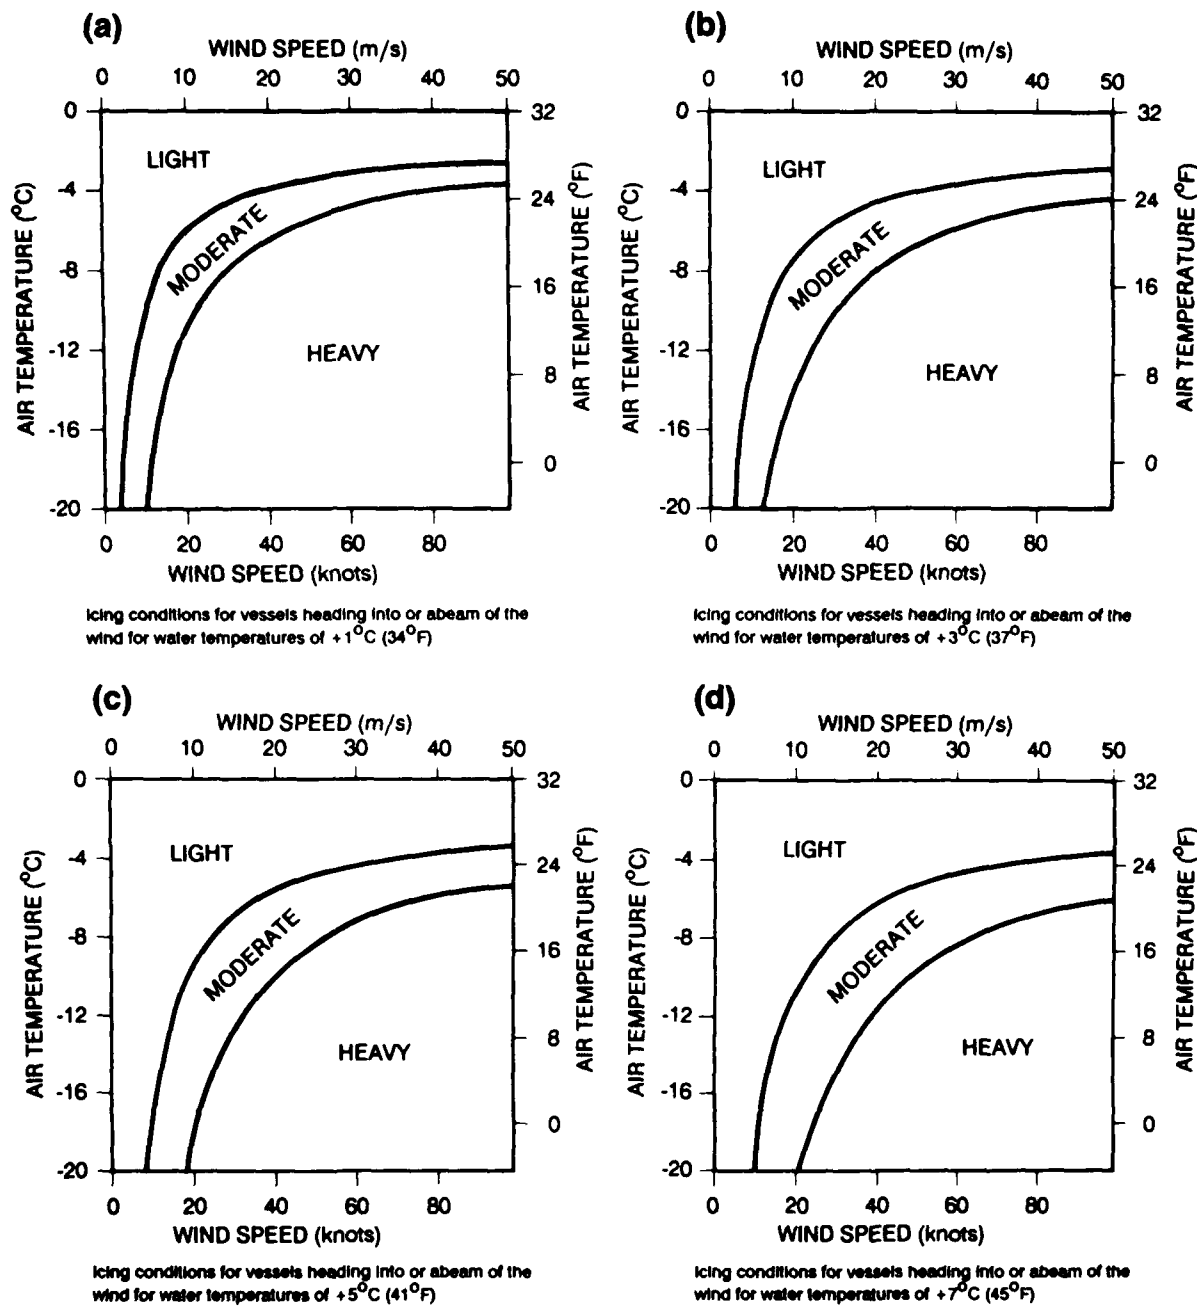 (a)
WIND SPEED (m/s)
0 10 20 30 40 50
0 32
LIGHT
-4 24
MODERATE
-8 16
HEAVY
-12
8
-16
0
-20
AIR TEMPERATURE (°C)
AIR TEMPERATURE (°F)
0 20 40 60 80
WIND SPEED (knots)
Icing conditions for vessels heading into or abeam of the
wind for water temperatures of +1°C (34°F)
(b)
WIND SPEED (m/s)
0 10 20 30 40 50
0 32
LIGHT
-4 24
MODERATE
-8 16
-12
HEAVY 8
-16
0
-20
AIR TEMPERATURE (°C)
AIR TEMPERATURE (°F)
0 20 40 60 80
WIND SPEED (knots)
Icing conditions for vessels heading into or abeam of the
wind for water temperatures of +3°C (37°F)
(c)
WIND SPEED (m/s)
0 10 20 30 40 50
0 32
LIGHT
-4 24
MODERATE
-8 16
-12
HEAVY 8
-16
0
-20
AIR TEMPERATURE (°C)
AIR TEMPERATURE (°F)
0 20 40 60 80
WIND SPEED (knots)
Icing conditions for vessels heading into or abeam of the
wind for water temperatures of +5°C (41°F)
(d)
WIND SPEED (m/s)
0 10 20 30 40 50
0 32
LIGHT
-4 24
MODERATE
-8 16
-12
HEAVY 8
-16
0
-20
AIR TEMPERATURE (°C)
AIR TEMPERATURE (°F)
0 20 40 60 80
WIND SPEED (knots)
Icing conditions for vessels heading into or abeam of the
wind for water temperatures of +7°C (45°F)